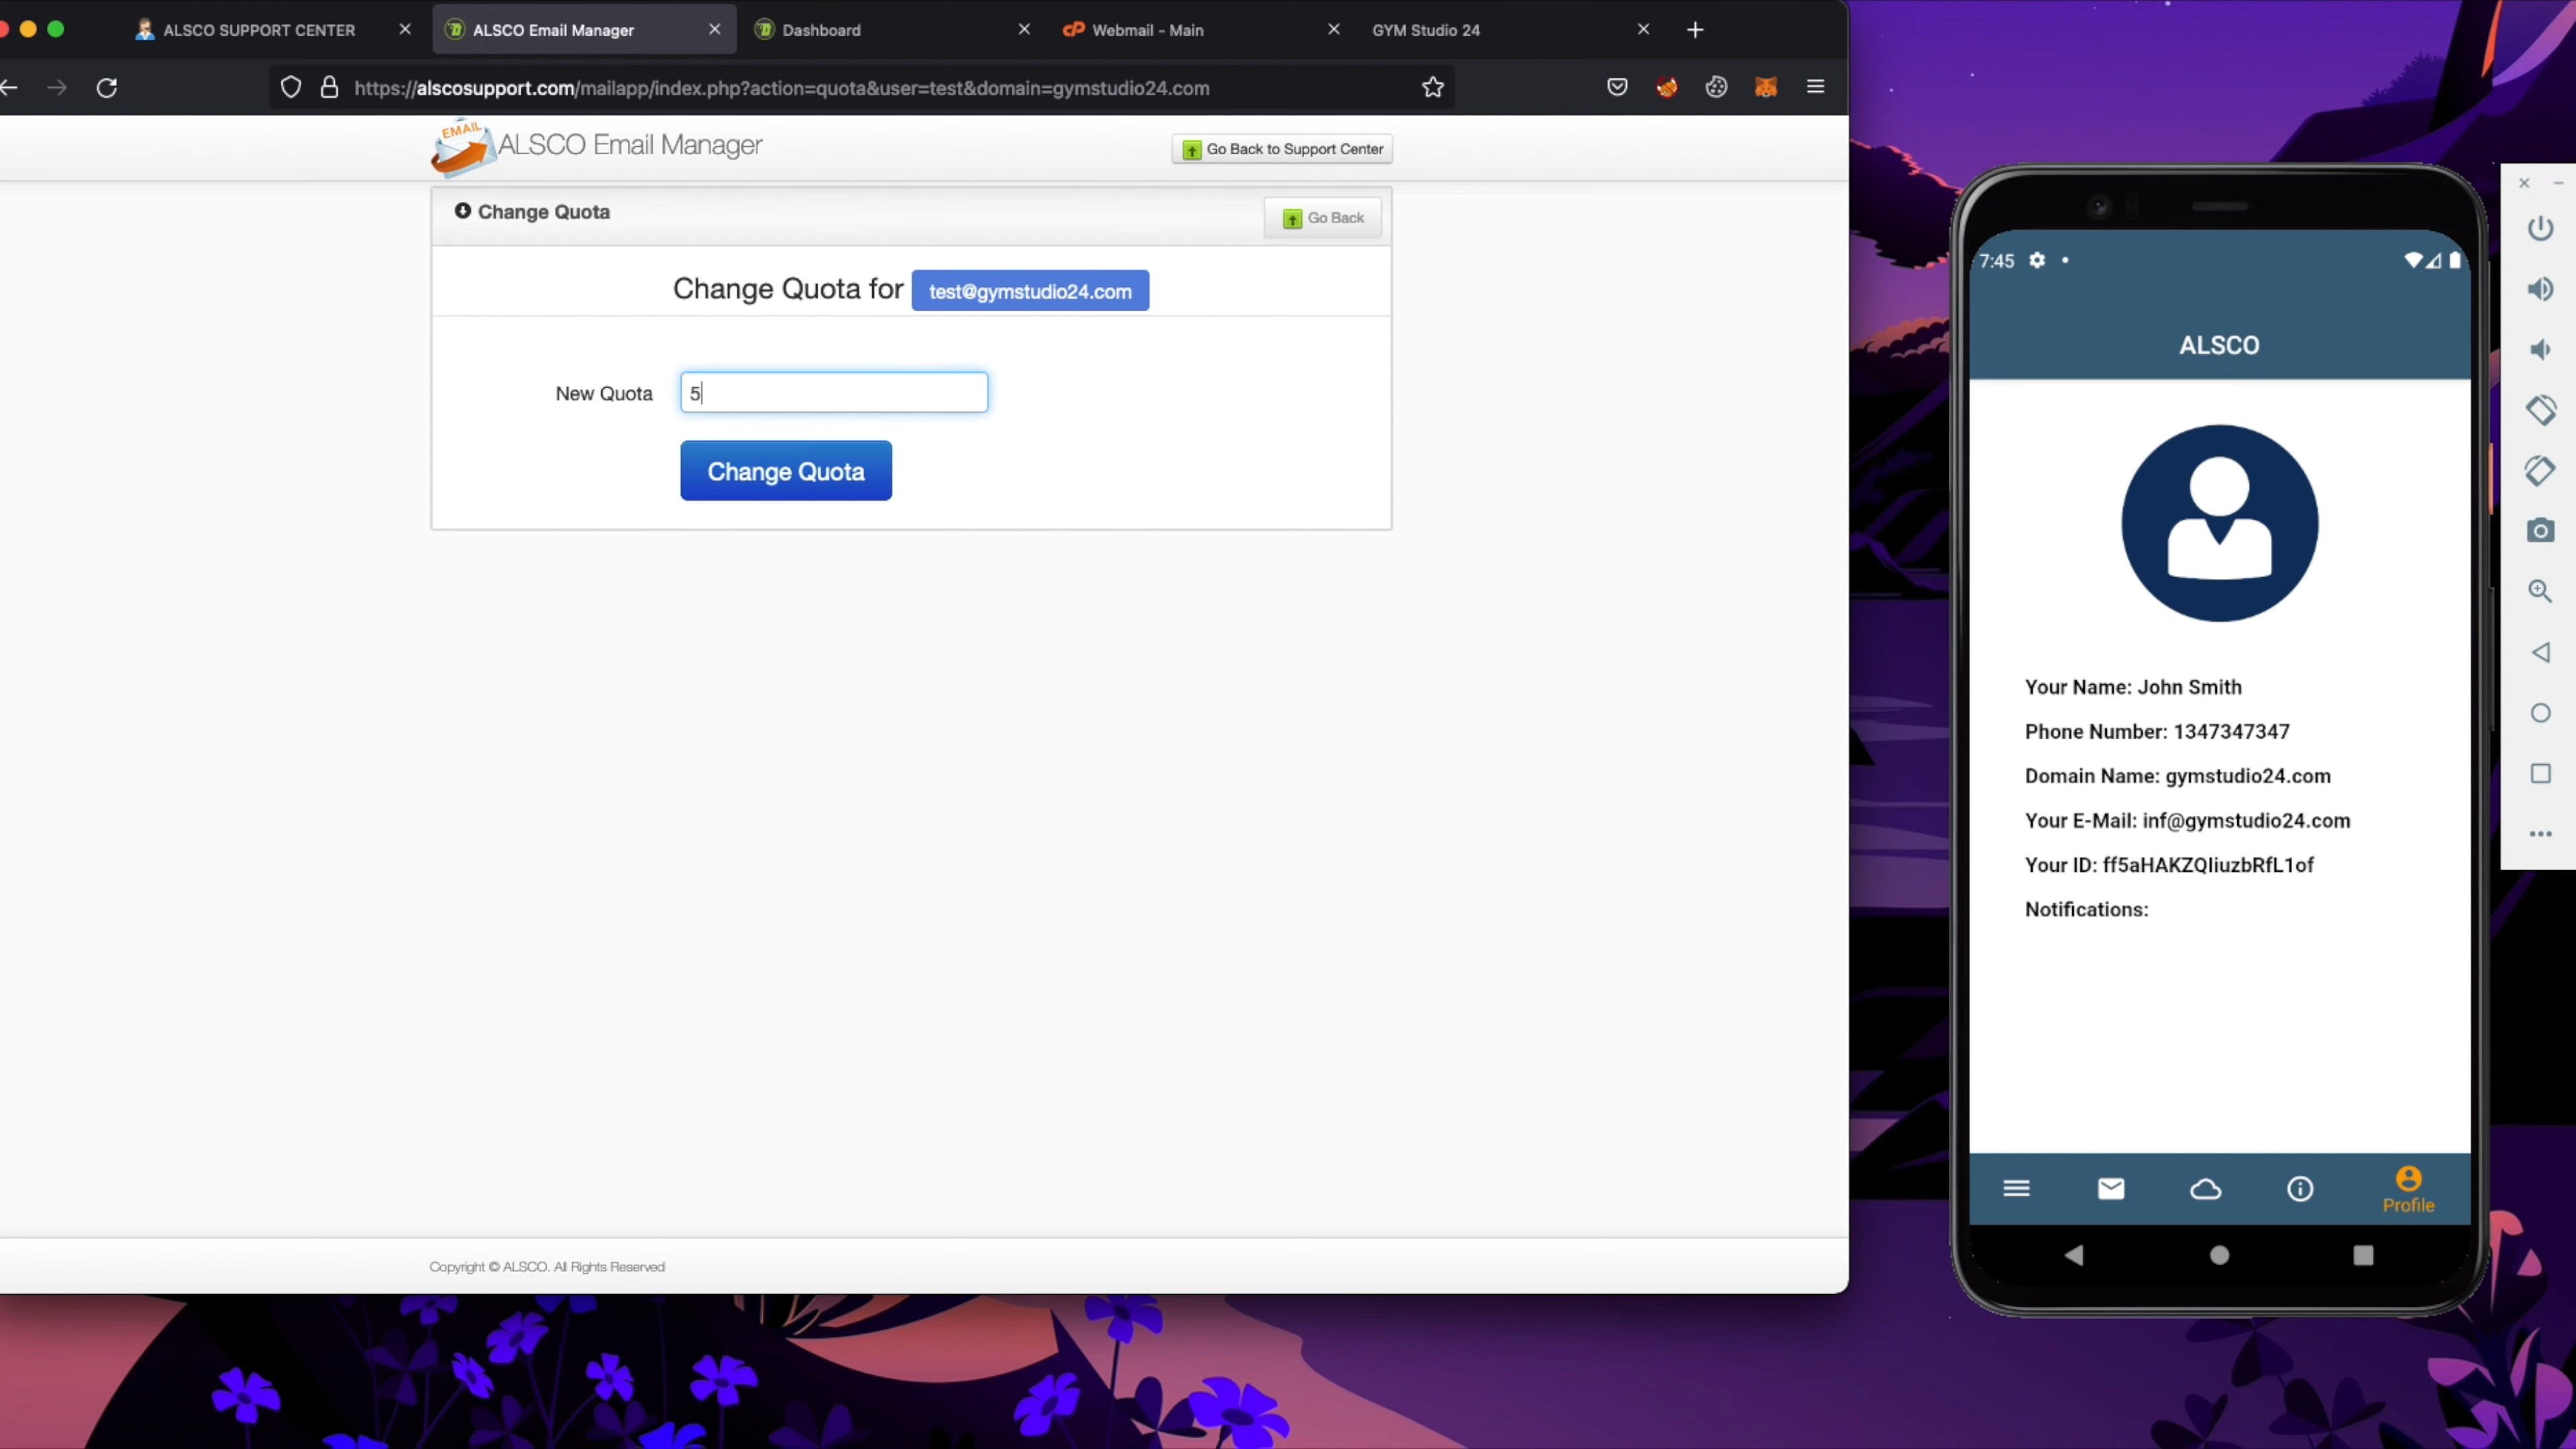 ALSCO SUPPORT CENTER
ALSCO Email Manager
Dashboard
Webmail - Main
GYM Studio 24
https://alscosupport.com/mailapp/index.php?action=quota&user=test&domain=gymstudio24.com
EMAIL
ALSCO Email Manager
Go Back to Support Center
Change Quota
Go Back
Change Quota for test@gymstudio24.com
New Quota
5
Change Quota
Copyright © ALSCO. All Rights Reserved
7:45
ALSCO
Your Name: John Smith
Phone Number: 1347347347
Domain Name: gymstudio24.com
Your E-Mail: inf@gymstudio24.com
Your ID: ff5aHAKZQIiuzbRfL1of
Notifications:
Profile